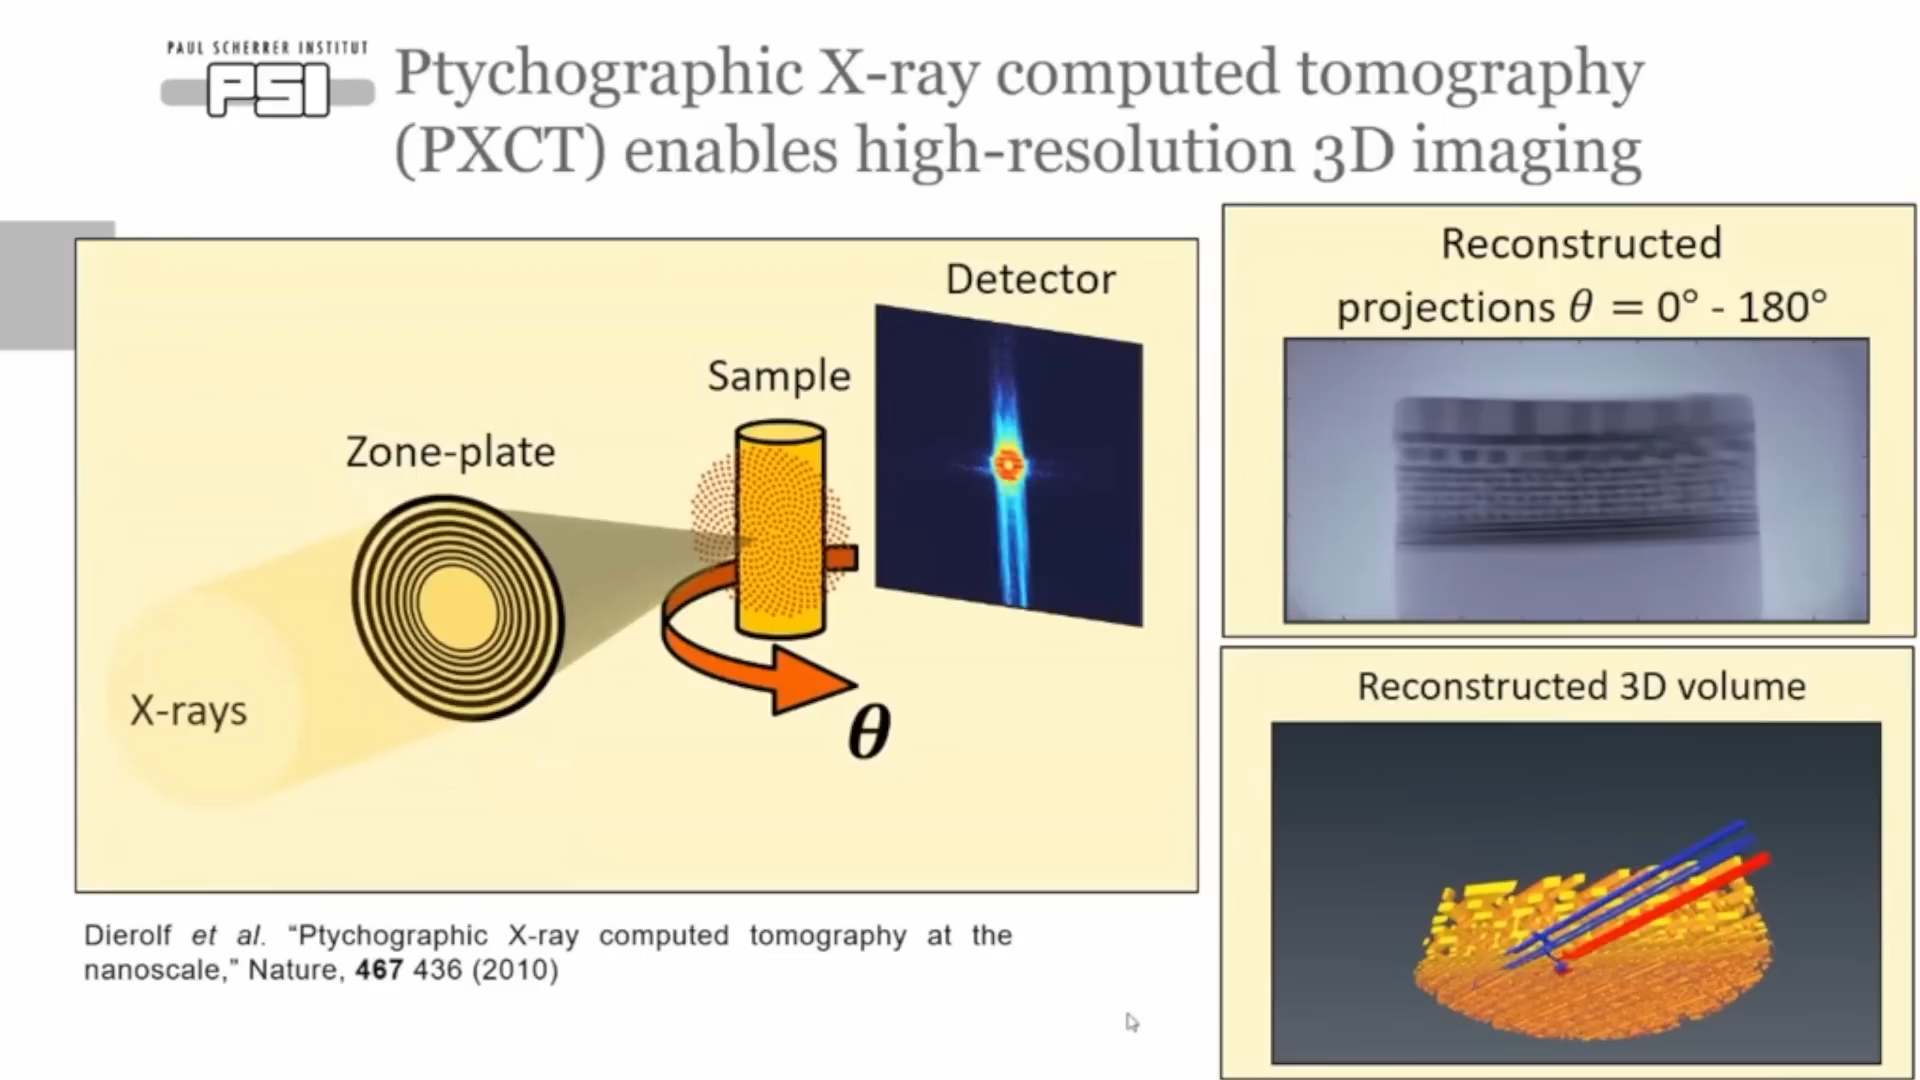 PAUL SCHERRER INSTITUT
PSI
Ptychographic X-ray computed tomography
(PXCT) enables high-resolution 3D imaging
Detector
Sample
Zone-plate
X-rays
θ
Reconstructed
projections θ = 0° - 180°
Reconstructed 3D volume
Dierolf et al. “Ptychographic X-ray computed tomography at the
nanoscale,” Nature, 467 436 (2010)